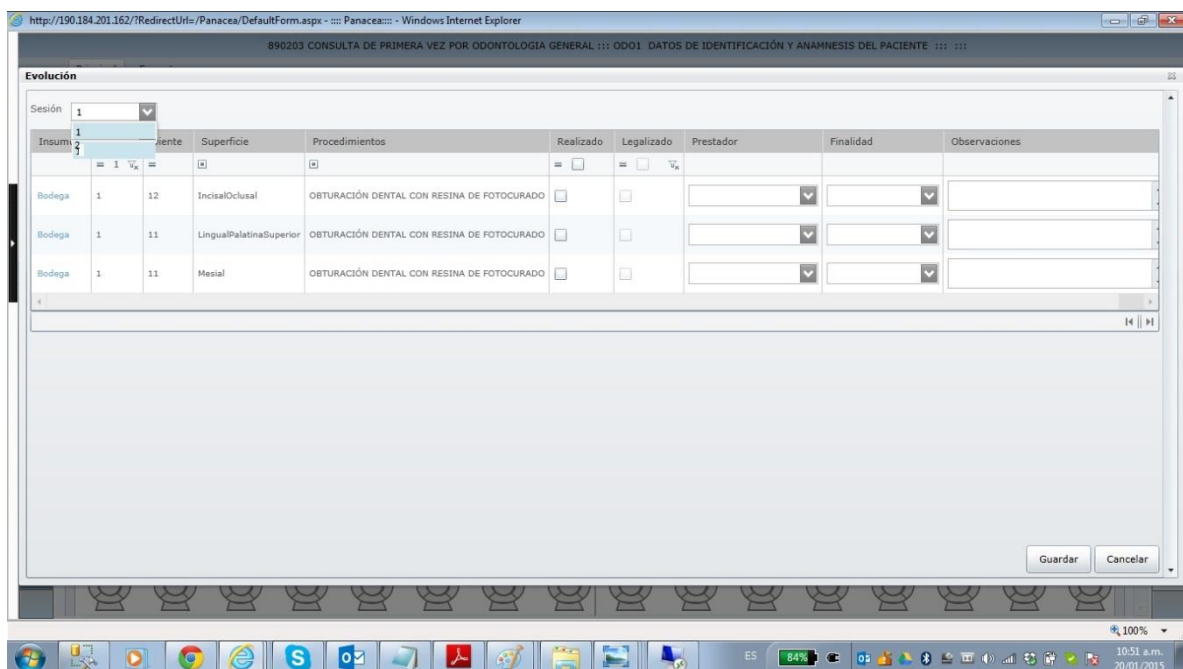 http://190.184.201.162/?RedirectUrl=/Panacea/DefaultForm.aspx - :::: Panacea:::: - Windows Internet Explorer
890203 CONSULTA DE PRIMERA VEZ POR ODONTOLOGIA GENERAL ::: ODO1 DATOS DE IDENTIFICACIÓN Y ANAMNESIS DEL PACIENTE ::: :::
Evolución
Sesión 1
1
2
Superficie Procedimientos Realizado Legalizado Prestador Finalidad Observaciones
= 1 = = =
Bodega 1 12 IncisalOclusal OBTURACIÓN DENTAL CON RESINA DE FOTOCURADO
Bodega 1 11 LingualPalatinaSuperior OBTURACIÓN DENTAL CON RESINA DE FOTOCURADO
Bodega 1 11 Mesial OBTURACIÓN DENTAL CON RESINA DE FOTOCURADO
Guardar Cancelar
100%
ES 84% 10:51 a.m.
20/01/2015